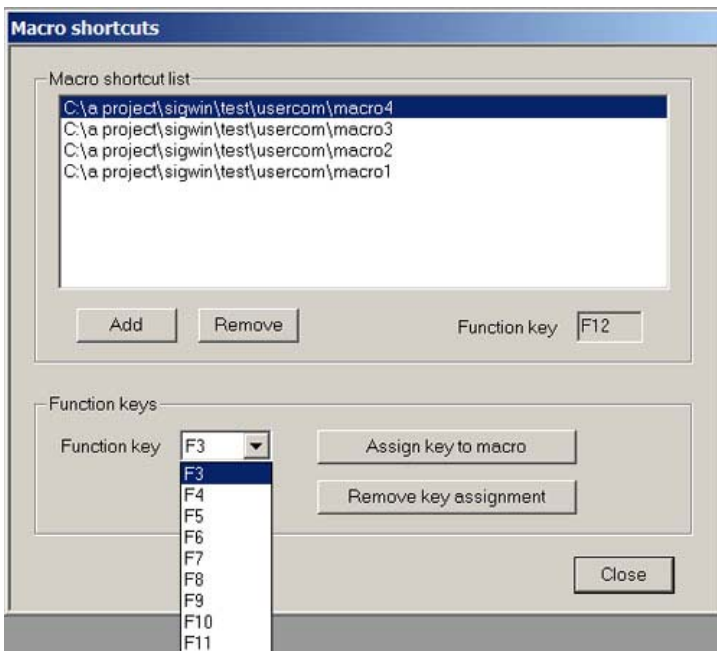 Macro shortcuts
Macro shortcut list
C:\a project\sigwin\test\usercom\macro4
C:\a project\sigwin\test\usercom\macro3
C:\a project\sigwin\test\usercom\macro2
C:\a project\sigwin\test\usercom\macro1
Add Remove Function key F12
Function keys
Function key F3 Assign key to macro
F3
F4 Remove key assignment
F5
F6
F7
F8 Close
F9
F10
F11